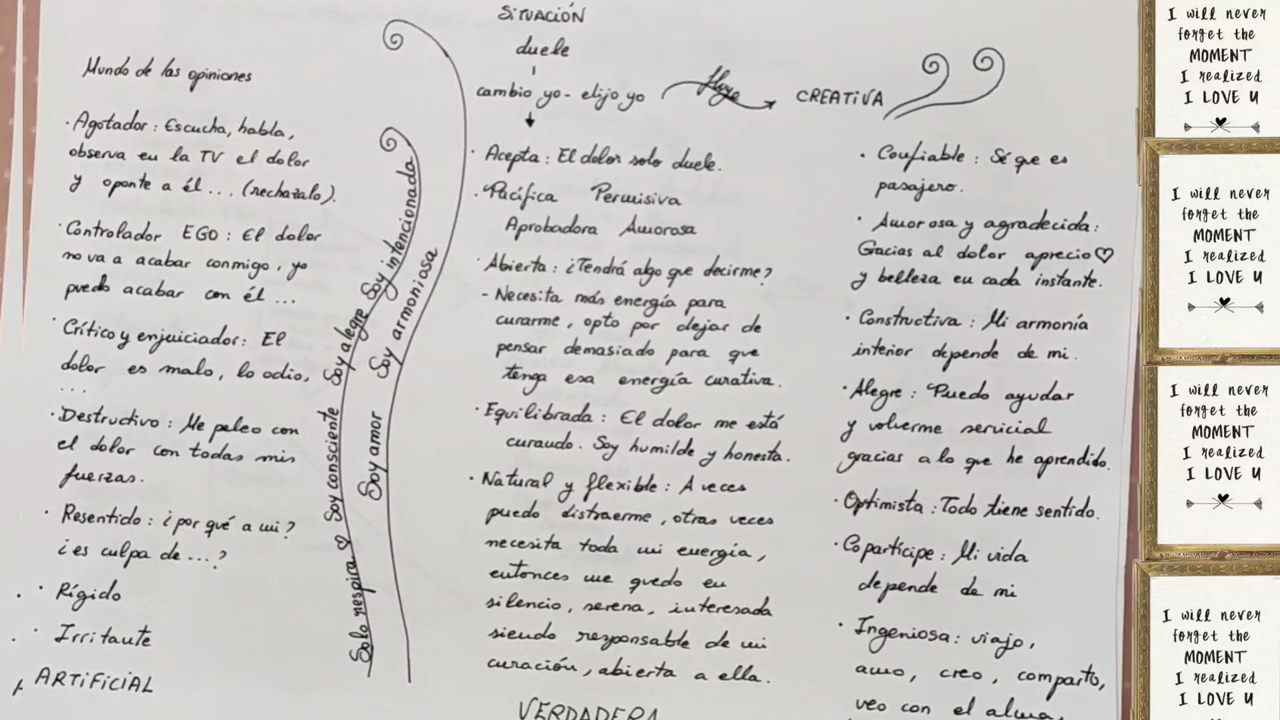 Mundo de las opiniones
· Agotador : Escucha, habla,
observa en la TV el dolor
y oponte a él ... (rechazalo).
· Controlador EGO : El dolor
no va a acabar conmigo, yo
puedo acabar con él ...
· Crítico y enjuiciador : El
dolor es malo, lo odio,
...
· Destructivo : Me peleo con
el dolor con todas mis
fuerzas.
· Resentido : ¿por qué a mi?
¿es culpa de ...?
· Rígido
· Irritante
ARTiFiCIAL
Solo respira ♡ Soy consciente Soy alegre Soy intencionada
Soy amor Soy armoniosa
SiTUACIÓN
duele
cambio yo - elijo yo
CREATiVA
· Acepta : El dolor solo duele.
· Pacífica Permisiva
Aprobadora Amorosa
· Abierta : ¿Tendrá algo que decirme?
- Necesita más energía para
curarme, opto por dejar de
pensar demasiado para que
tenga esa energía curativa.
· Equilibrada : El dolor me está
curando. Soy humilde y honesta.
· Natural y flexible : A veces
puedo distraerme, otras veces
necesita toda mi energía,
entonces me quedo en
silencio, serena, interesada
siendo responsable de mi
curación, abierta a ella.
VERDADERA
· Confiable : Sé que es
pasajero.
· Amorosa y agradecida :
Gracias al dolor aprecio ♡
y belleza en cada instante.
· Constructiva : Mi armonía
interior depende de mi.
· Alegre : Puedo ayudar
y volverme servicial
gracias a lo que he aprendido.
· Optimista : Todo tiene sentido.
· Copartícipe : Mi vida
depende de mi
· Ingeniosa : viajo,
amo, creo, comparto,
veo con el alma,
I will never
forget the
MOMENT
I realized
I LOVE U
I will never
forget the
MOMENT
I realized
I LOVE U
I will never
forget the
MOMENT
I realized
I LOVE U
I will never
forget the
MOMENT
I realized
I LOVE U